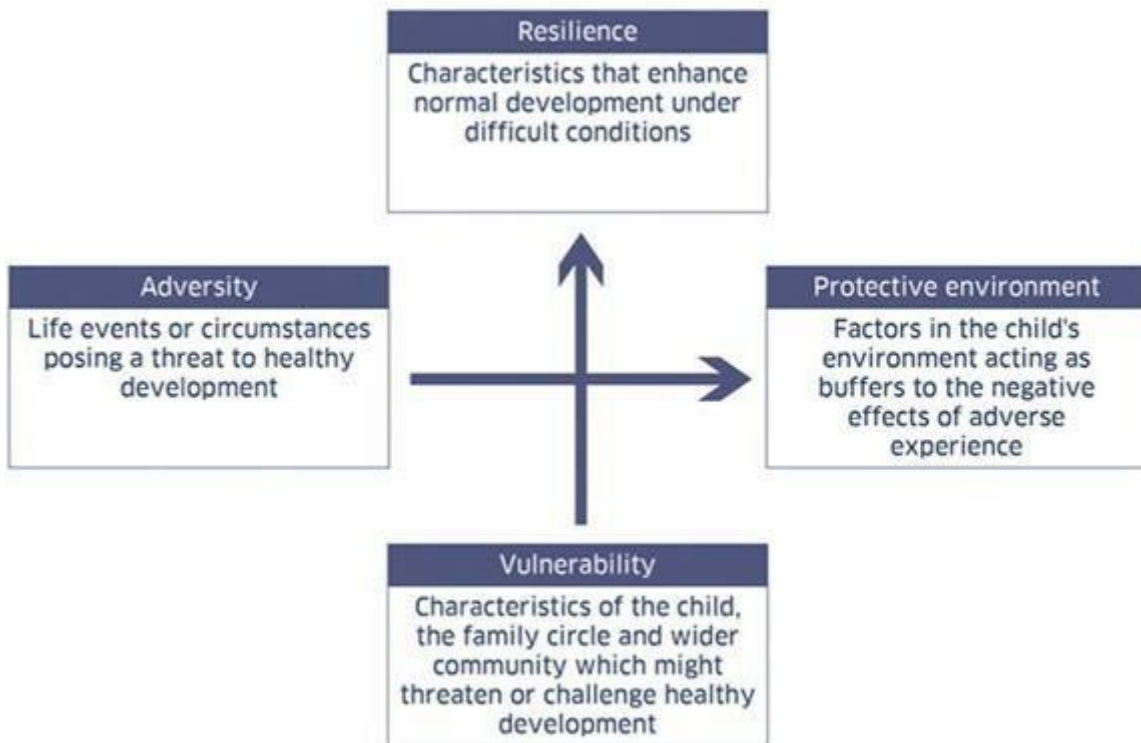 Resilience
Characteristics that enhance
normal development under
difficult conditions
Adversity
Life events or circumstances
posing a threat to healthy
development
Protective environment
Factors in the child's
environment acting as
buffers to the negative
effects of adverse
experience
Vulnerability
Characteristics of the child,
the family circle and wider
community which might
threaten or challenge healthy
development